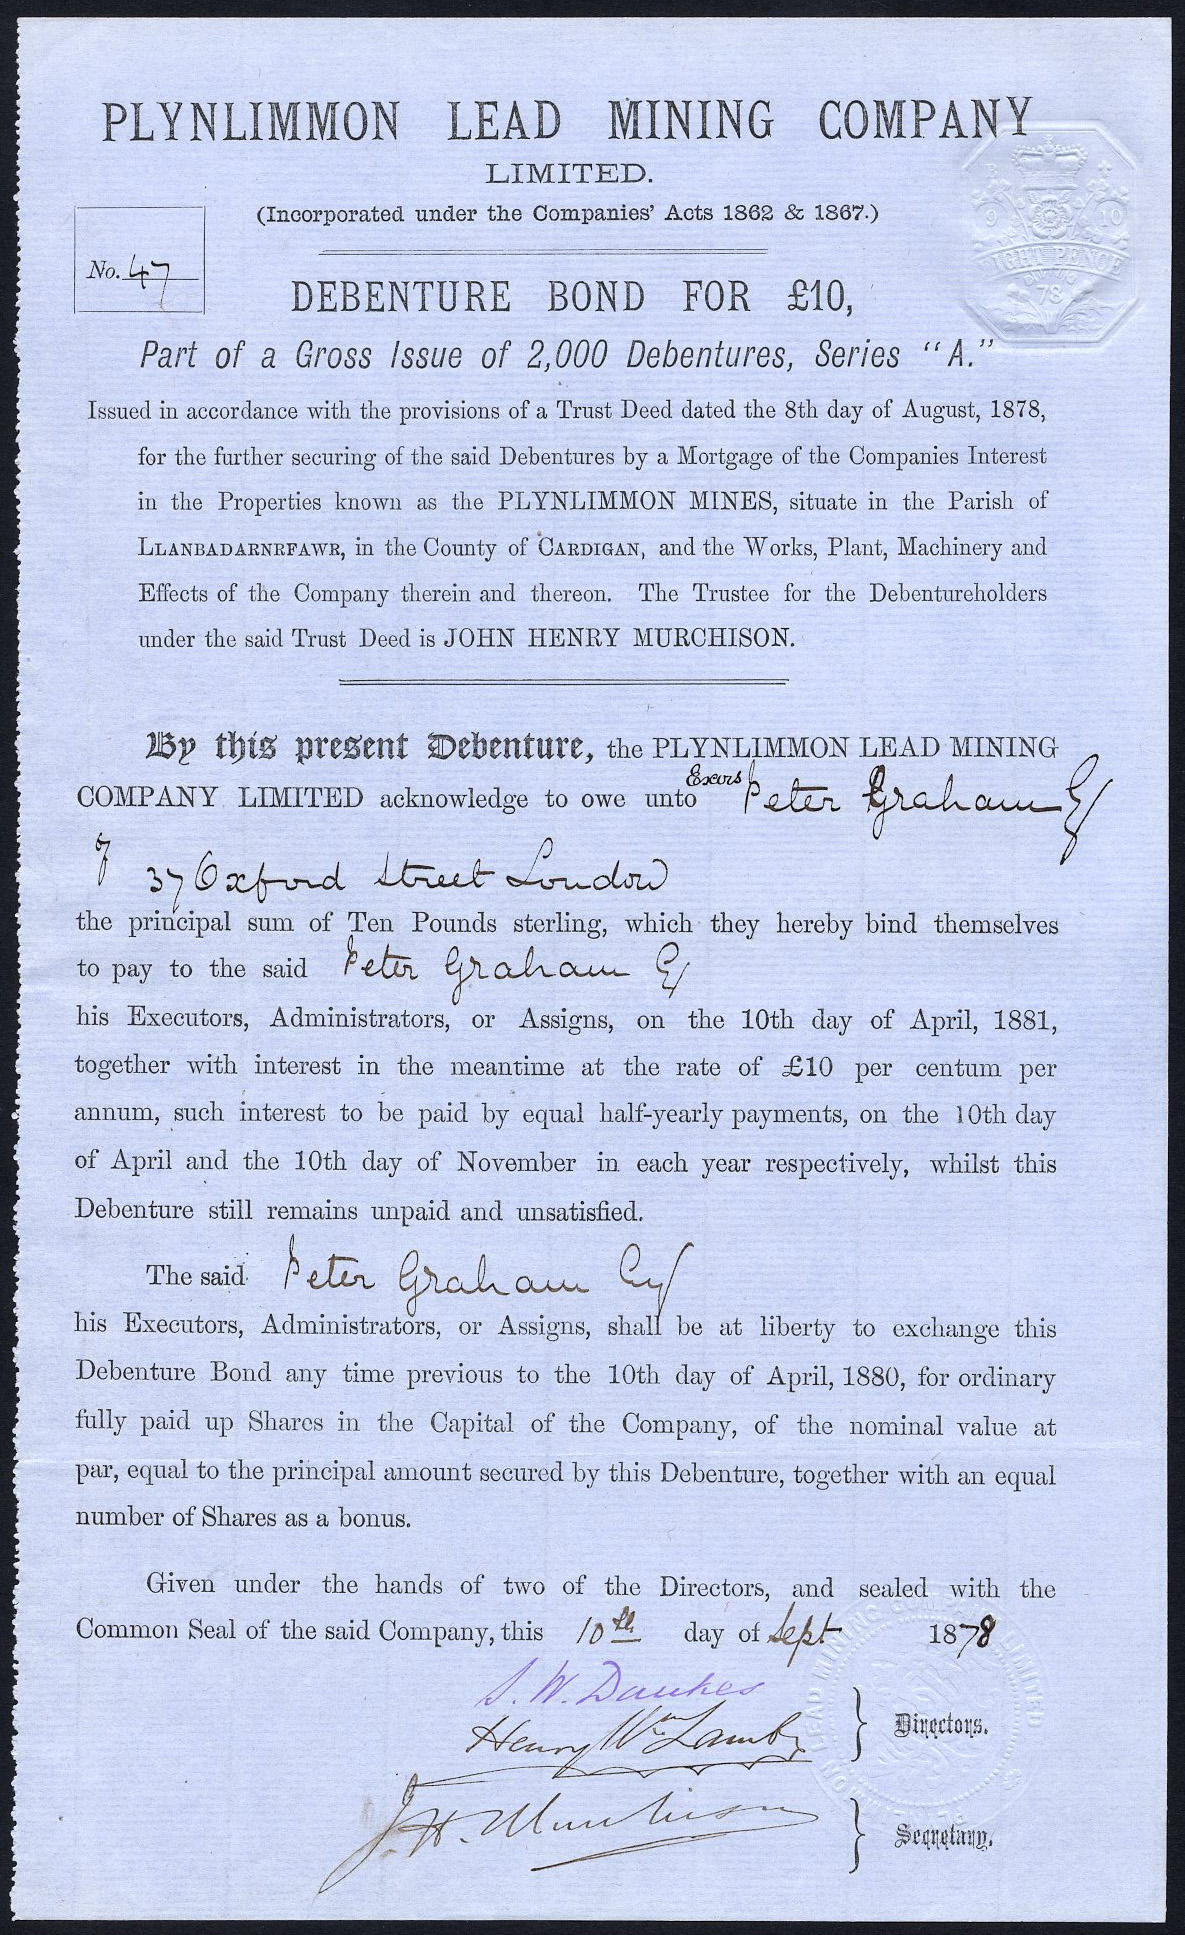 PLYNLIMMON LEAD MINING COMPANY
LIMITED.
(Incorporated under the Companies' Acts 1862 & 1867.)
No. 47
DEBENTURE BOND FOR £10,
Part of a Gross Issue of 2,000 Debentures, Series "A."
Issued in accordance with the provisions of a Trust Deed dated the 8th day of August, 1878,
for the further securing of the said Debentures by a Mortgage of the Companies Interest
in the Properties known as the PLYNLIMMON MINES, situate in the Parish of
LLANBADARNREFAWR, in the County of CARDIGAN, and the Works, Plant, Machinery and
Effects of the Company therein and thereon. The Trustee for the Debentureholders
under the said Trust Deed is JOHN HENRY MURCHISON.
By this present Debenture, the PLYNLIMMON LEAD MINING
COMPANY LIMITED acknowledge to owe unto Exors Peter Graham Esq
of 37 Oxford Street London
the principal sum of Ten Pounds sterling, which they hereby bind themselves
to pay to the said Peter Graham Esq
his Executors, Administrators, or Assigns, on the 10th day of April, 1881,
together with interest in the meantime at the rate of £10 per centum per
annum, such interest to be paid by equal half-yearly payments, on the 10th day
of April and the 10th day of November in each year respectively, whilst this
Debenture still remains unpaid and unsatisfied.
The said Peter Graham Esq
his Executors, Administrators, or Assigns, shall be at liberty to exchange this
Debenture Bond any time previous to the 10th day of April, 1880, for ordinary
fully paid up Shares in the Capital of the Company, of the nominal value at
par, equal to the principal amount secured by this Debenture, together with an equal
number of Shares as a bonus.
Given under the hands of two of the Directors, and sealed with the
Common Seal of the said Company, this 10th day of Sept 1878
S. W. Daukes
Henry Wm Lamb
Directors.
J. H. Murchison
Secretary.